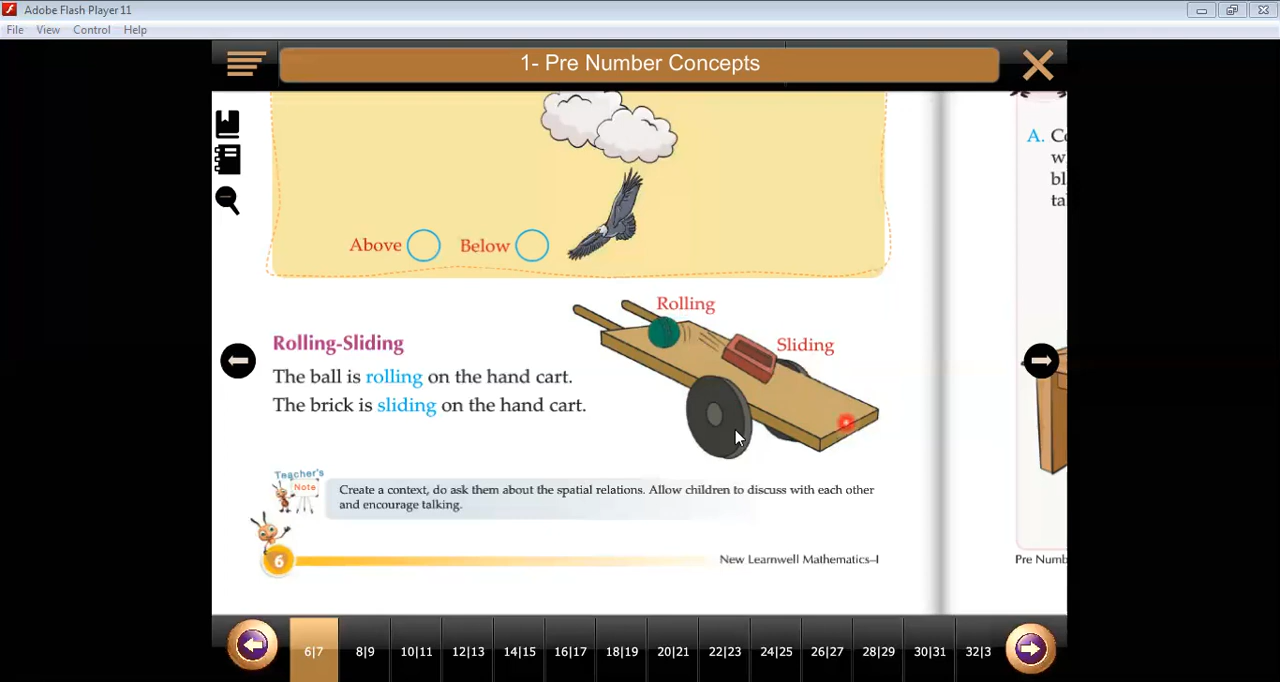 Adobe Flash Player 11
File View Control Help
1- Pre Number Concepts
Above Below
Rolling
Sliding
Rolling-Sliding
The ball is rolling on the hand cart.
The brick is sliding on the hand cart.
Teacher's
Note
Create a context, do ask them about the spatial relations. Allow children to discuss with each other
and encourage talking.
6
New Learnwell Mathematics–I
A.
Pre Numb
6|7 8|9 10|11 12|13 14|15 16|17 18|19 20|21 22|23 24|25 26|27 28|29 30|31 32|3